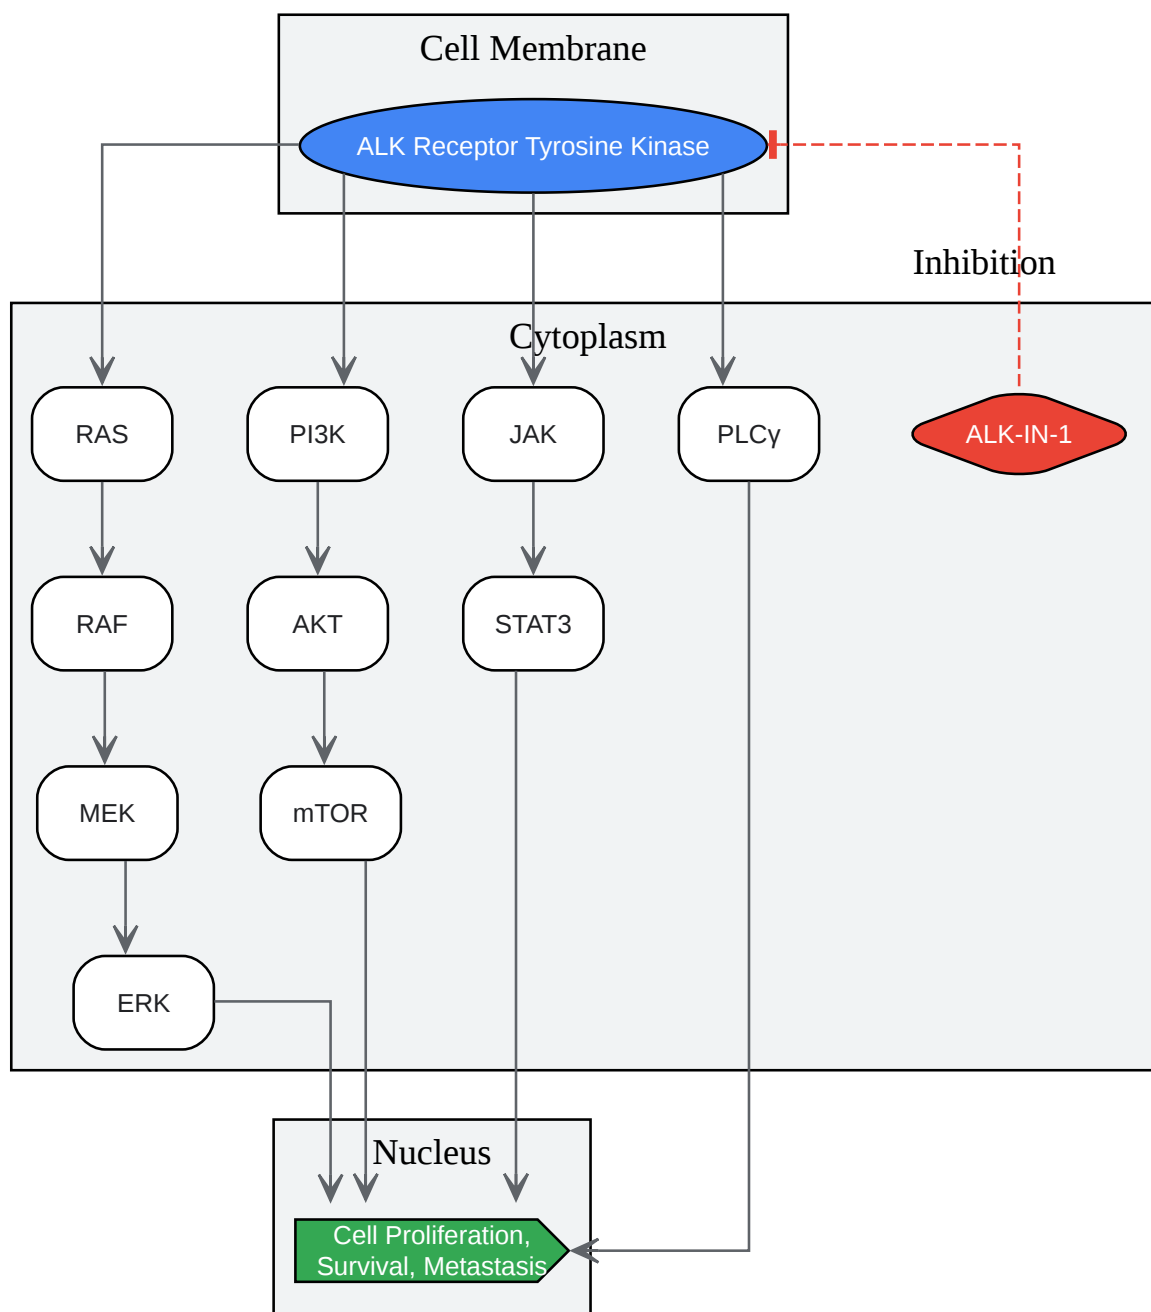 Cell Membrane
ALK Receptor Tyrosine Kinase
Inhibition
Cytoplasm
RAS
PI3K
JAK
PLCγ
ALK-IN-1
RAF
AKT
STAT3
MEK
mTOR
ERK
Nucleus
Cell Proliferation,
Survival, Metastasis